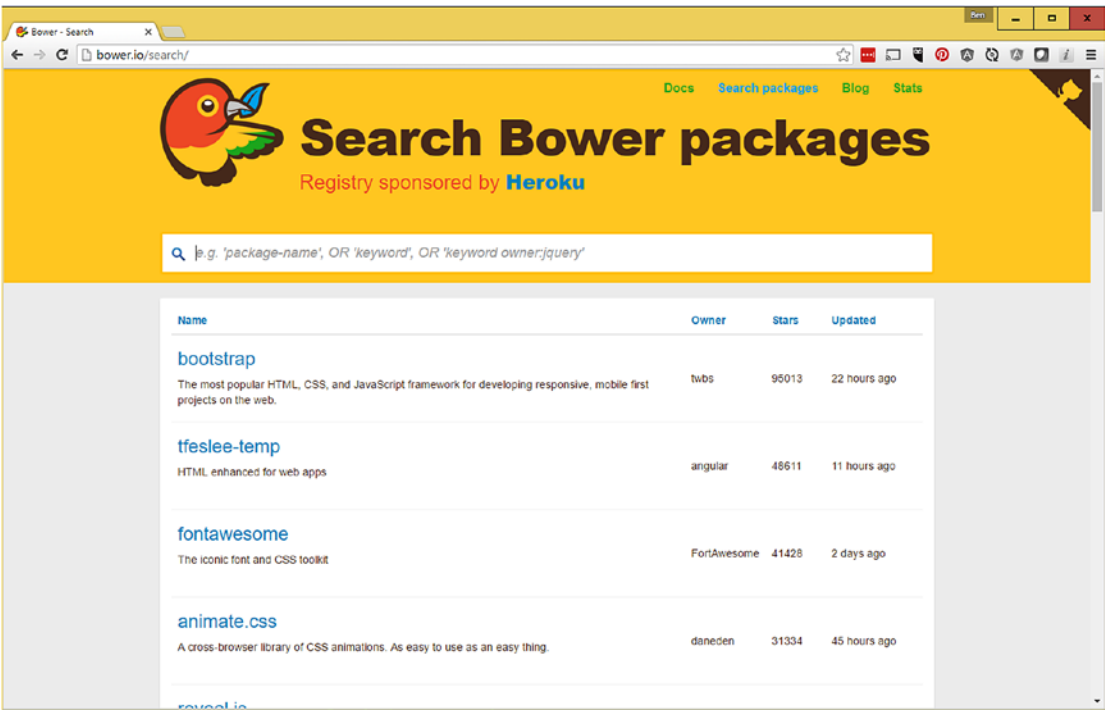 Bower - Search
Ben
bower.io/search/
Docs Search packages Blog Stats
Search Bower packages
Registry sponsored by Heroku
e.g. 'package-name', OR 'keyword', OR 'keyword owner:jquery'
Name Owner Stars Updated
bootstrap
The most popular HTML, CSS, and JavaScript framework for developing responsive, mobile first
projects on the web.
twbs 95013 22 hours ago
tfeslee-temp
HTML enhanced for web apps
angular 48611 11 hours ago
fontawesome
The iconic font and CSS toolkit
FortAwesome 41428 2 days ago
animate.css
A cross-browser library of CSS animations. As easy to use as an easy thing.
daneden 31334 45 hours ago